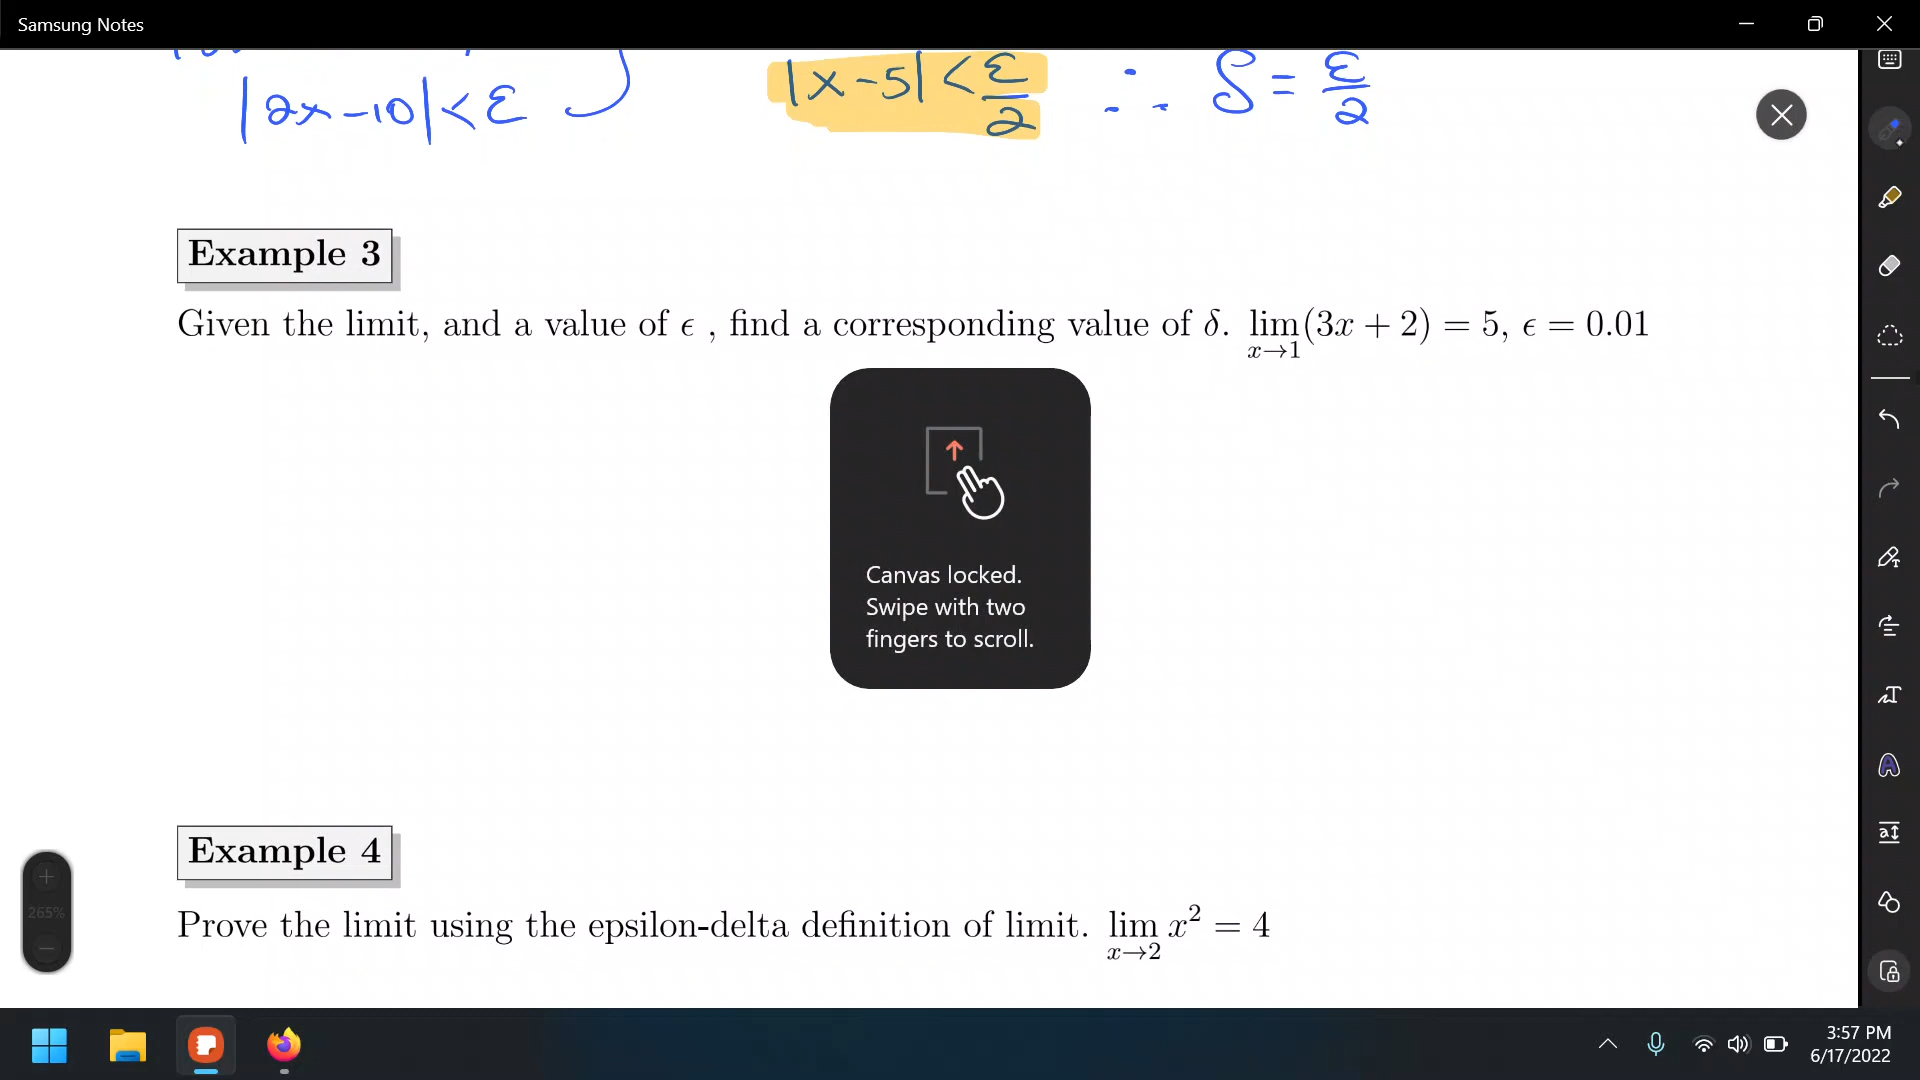 Samsung Notes
|2x-10|<ε
|x-5|<ε/2 ∴ δ=ε/2
Example 3
Given the limit, and a value of ϵ , find a corresponding value of δ. lim x→1 (3x + 2) = 5, ϵ = 0.01
Canvas locked.
Swipe with two
fingers to scroll.
Example 4
Prove the limit using the epsilon-delta definition of limit. lim x→2 x² = 4
265%
3:57 PM
6/17/2022